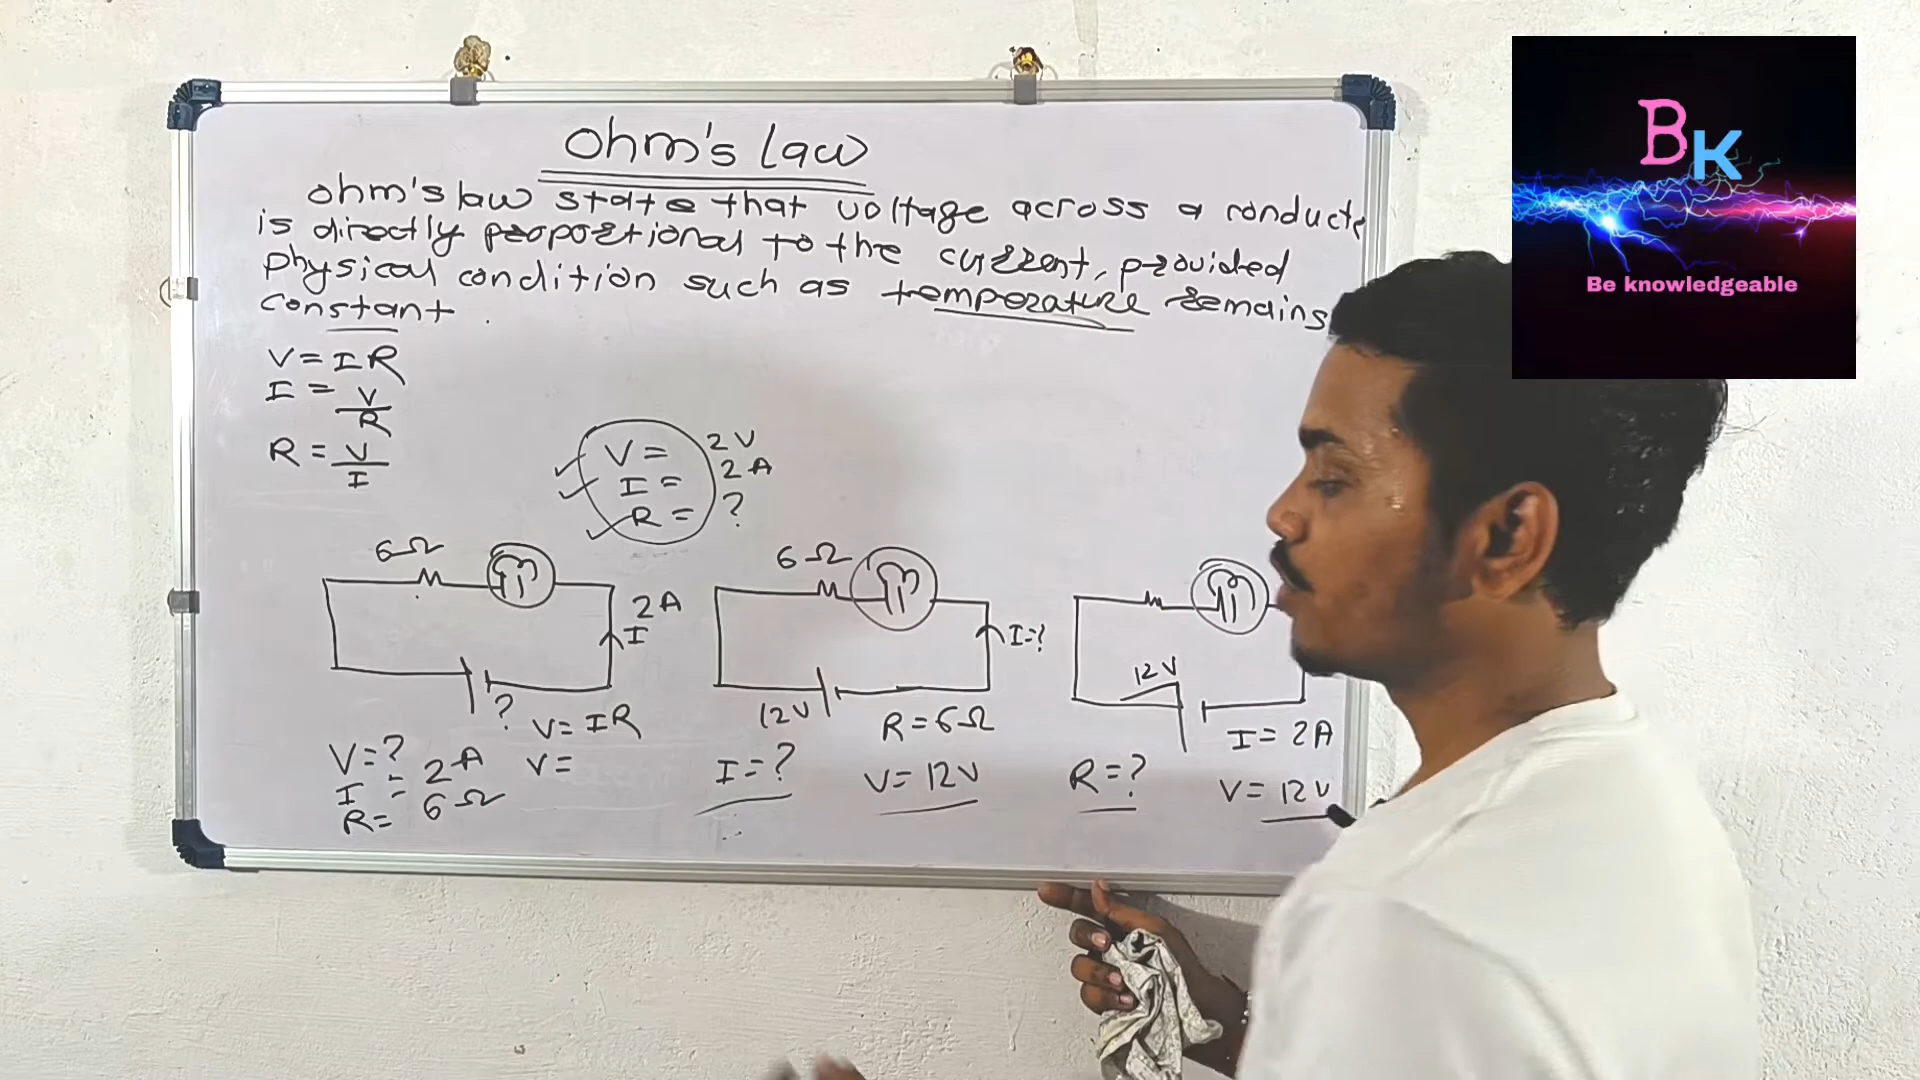 Ohm's Law
Ohm's law state that voltage across a conducte
is directly proportional to the current, provided
physical condition such as temperature remains
constant.
V = IR
I = V/R
R = V/I
V = 2V
I = 2A
R = ?
6Ω
2A
I
?
V = IR
V =
V = ?
I = 2A
R = 6Ω
6Ω
I = ?
12V
R = 6Ω
I = ?
V = 12V
12V
I = 2A
R = ?
V = 12V
BK
Be knowledgeable